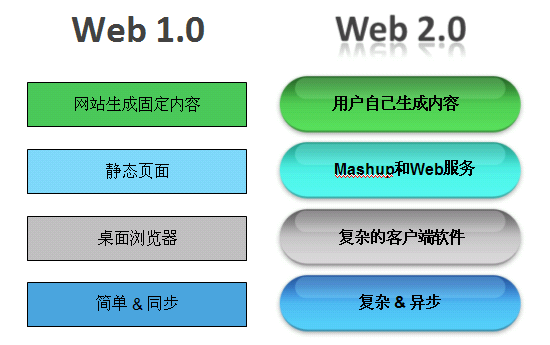 Web 1.0
Web 2.0
网站生成固定内容
用户自己生成内容
静态页面
Mashup和Web服务
桌面浏览器
复杂的客户端软件
简单 & 同步
复杂 & 异步